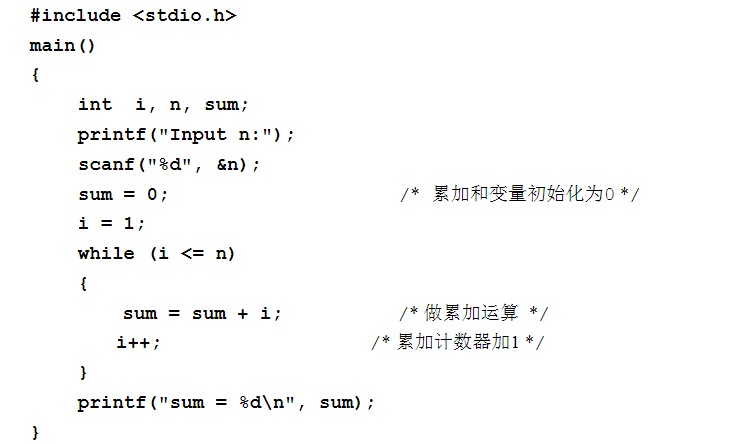 #include <stdio.h>
main()
{
int  i, n, sum;
printf("Input n:");
scanf("%d", &n);
sum = 0; /* 累加和变量初始化为0 */
i = 1;
while (i <= n)
{
sum = sum + i; /* 做累加运算 */
i++; /* 累加计数器加1 */
}
printf("sum = %d\n", sum);
}